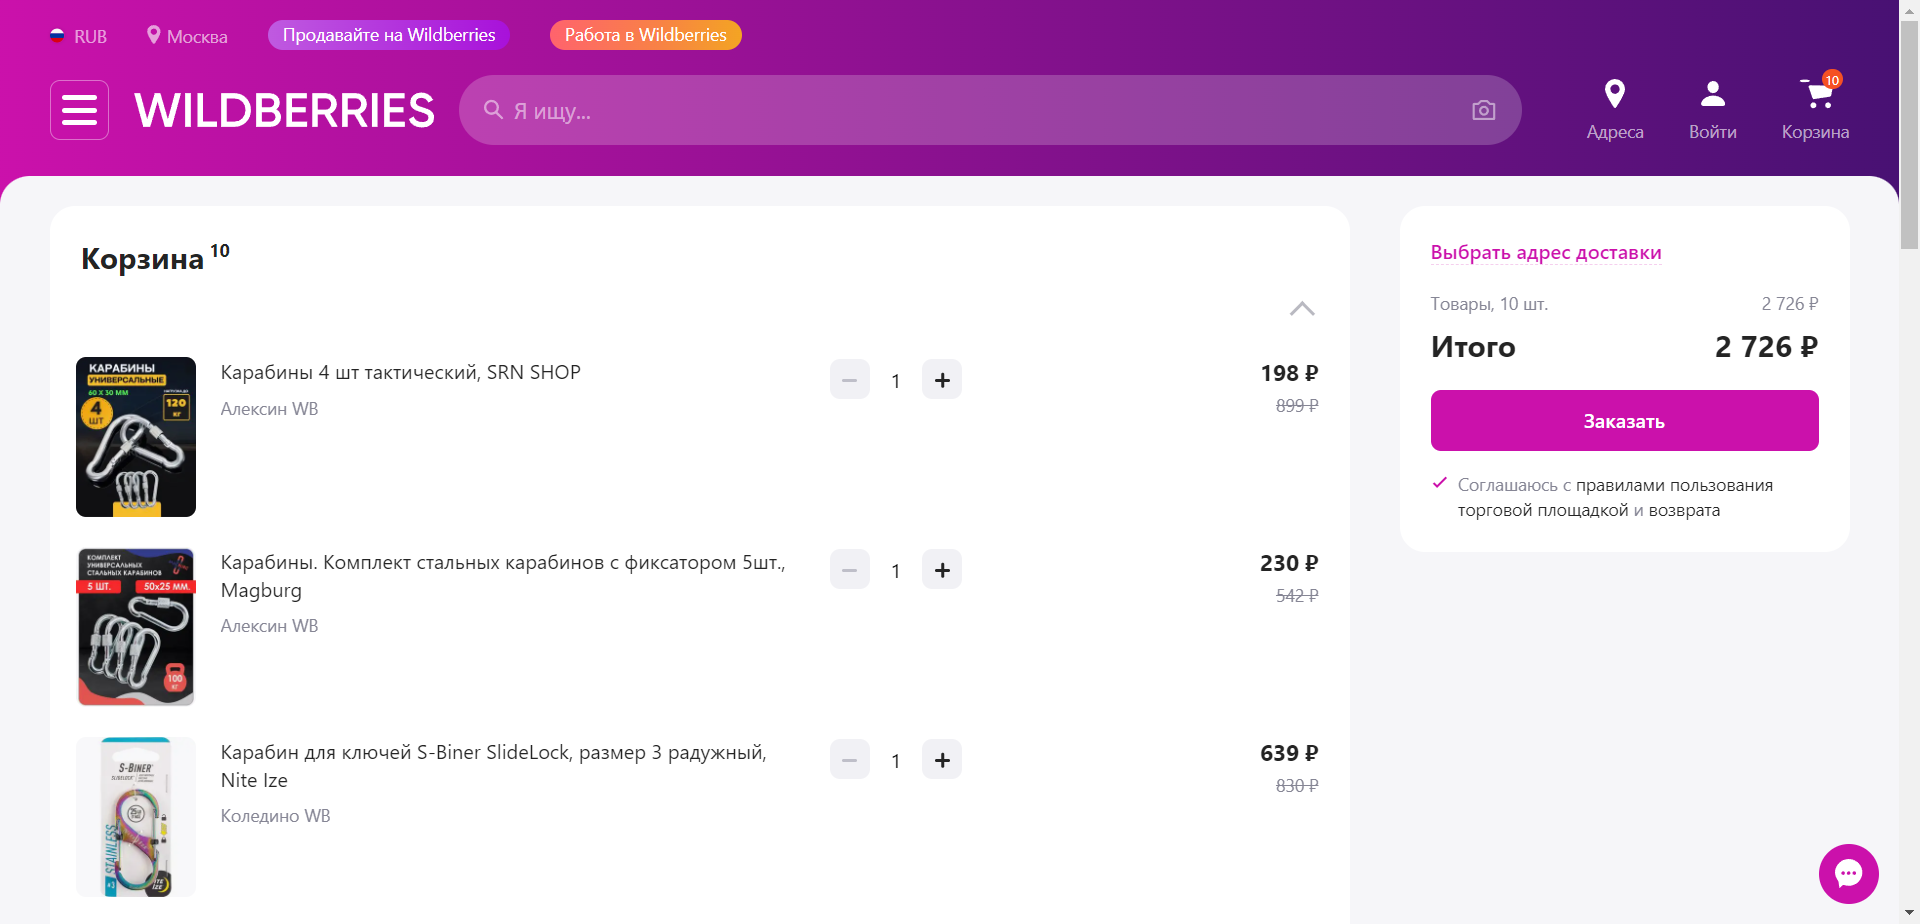 RUB
Москва
Продавайте на Wildberries
Работа в Wildberries
WILDBERRIES
Я ищу...
Адреса
Войти
10
Корзина
Корзина 10
КАРАБИНЫ
УНИВЕРСАЛЬНЫЕ
60 X 30 ММ
4
ШТ
120
КГ
Карабины 4 шт тактический, SRN SHOP
Алексин WB
1
198 ₽
899 ₽
КОМПЛЕКТ
УНИВЕРСАЛЬНЫХ
СТАЛЬНЫХ КАРАБИНОВ
5 ШТ.
50x25 ММ.
100
КГ
Карабины. Комплект стальных карабинов с фиксатором 5шт.,
Magburg
Алексин WB
1
230 ₽
542 ₽
S-BINER
STAINLESS
#3
NITE
IZE
Карабин для ключей S-Biner SlideLock, размер 3 радужный,
Nite Ize
Коледино WB
1
639 ₽
830 ₽
Выбрать адрес доставки
Товары, 10 шт.
2 726 ₽
Итого
2 726 ₽
Заказать
Соглашаюсь с правилами пользования
торговой площадкой и возврата